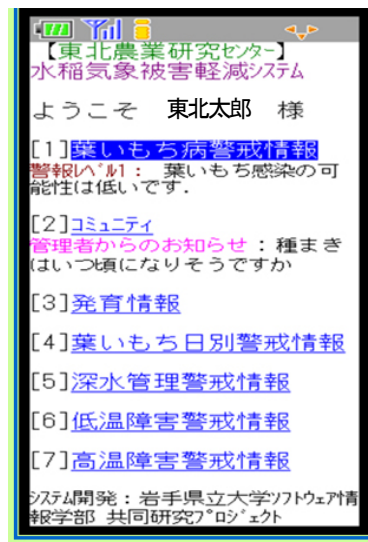 【東北農業研究ｾﾝﾀｰ】
水稲気象被害軽減ｼｽﾃﾑ
ようこそ 東北太郎 様
[1]葉いもち病警戒情報
警報ﾚﾍﾞﾙ1： 葉いもち感染の可
能性は低いです.
[2]ｺﾐｭﾆﾃｨ
管理者からのお知らせ：種まき
はいつ頃になりそうですか
[3]発育情報
[4]葉いもち日別警戒情報
[5]深水管理警戒情報
[6]低温障害警戒情報
[7]高温障害警戒情報
ｼｽﾃﾑ開発：岩手県立大学ｿﾌﾄｳｪｱ情
報学部 共同研究ﾌﾟﾛｼﾞｪｸﾄ